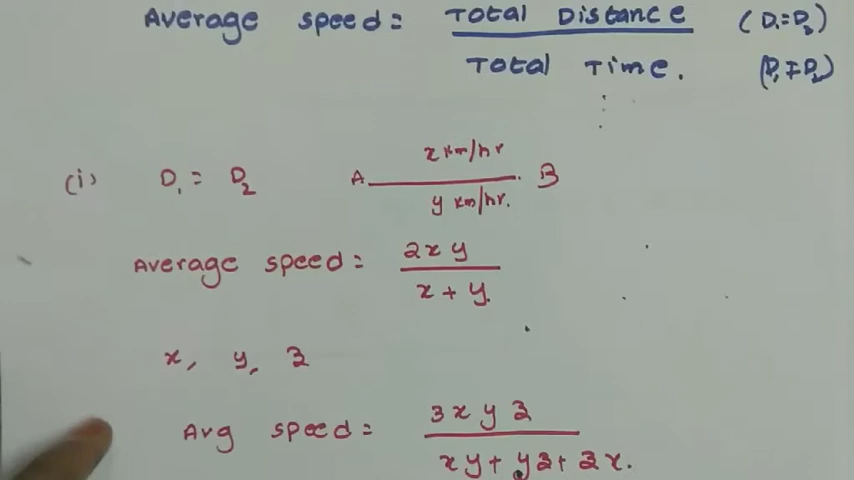 Average speed = Total Distance / Total Time. (D₁=D₂)
(D₁≠D₂)
(i) D₁ = D₂ A x km/hr B
y km/hr.
Average speed = 2xy / x + y.
x, y, z
Avg speed = 3xyz / xy + yz + zx.